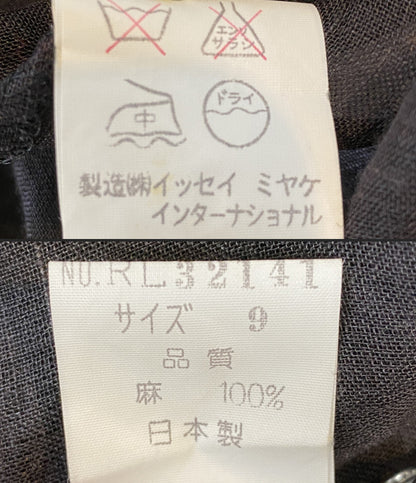 エンソ
サラシ
中
ドライ
製造㈱イッセイ ミヤケ
インターナショナル
NO.RL32141
サイズ 9
品質
麻 100%
日本製